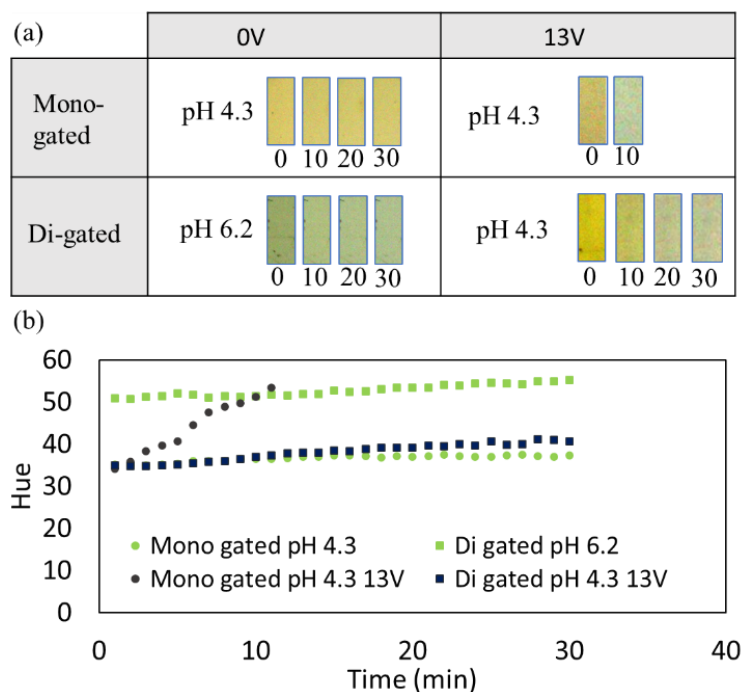 (a)
0V 13V
Mono-gated pH 4.3 0 10 20 30 pH 4.3 0 10
Di-gated pH 6.2 0 10 20 30 pH 4.3 0 10 20 30
(b)
60
50
40
30
20
10
0
Hue
Mono gated pH 4.3 Di gated pH 6.2
Mono gated pH 4.3 13V Di gated pH 4.3 13V
0 10 20 30 40
Time (min)